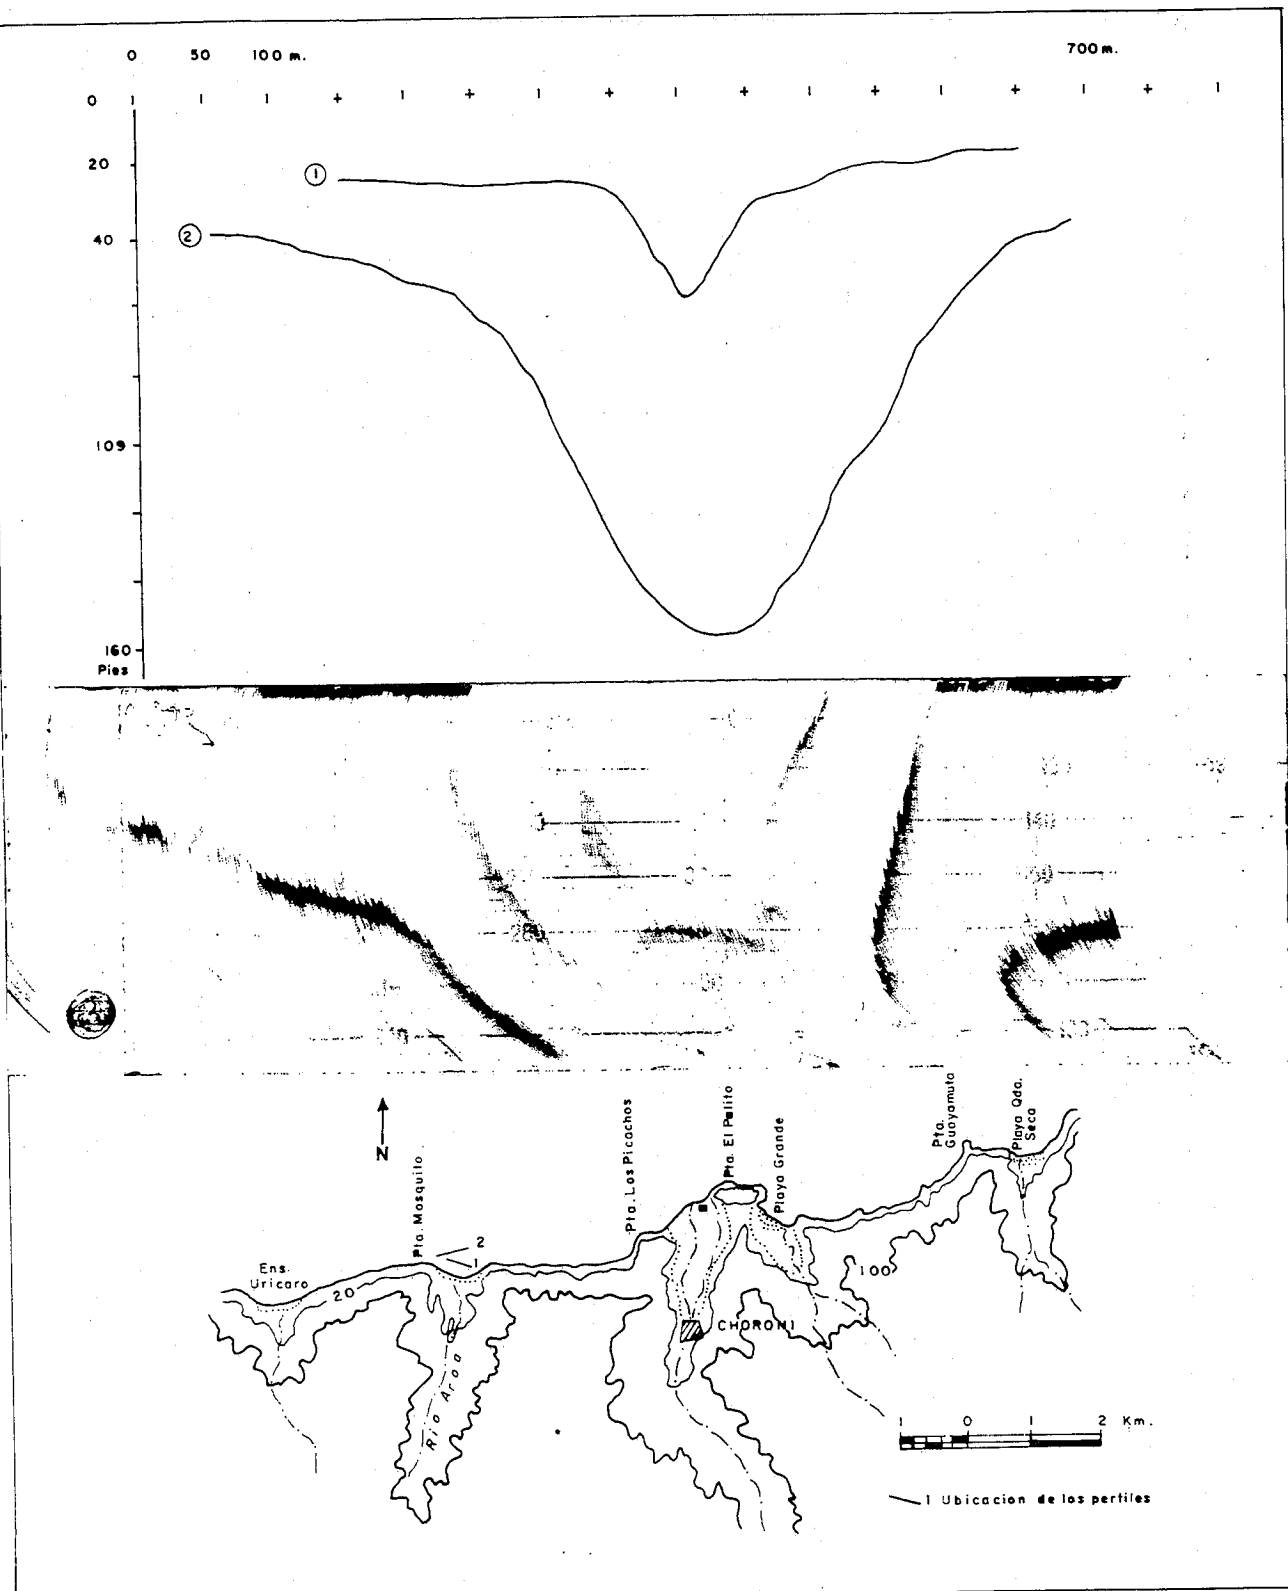 0 50 100 m. 700 m.
0
20
1
2
40
109
160
Pies
N
Pta. Mosquito
Pta. Los Picachos
Pta. El Palito
Playa Grande
Pta. Guayamuta
Playa Qda. Seca
Ens. Uricaro
20
2
1
100
CHORONI
Rio Aroa
1 0 1 2 Km.
1 Ubicacion de los pertiles